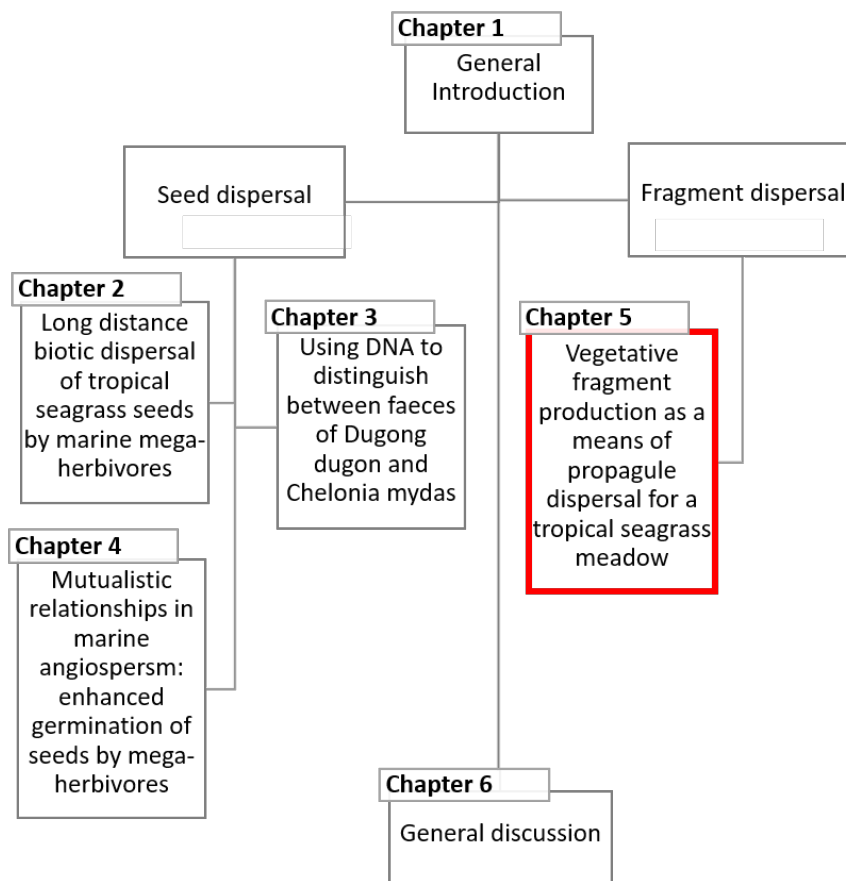 Chapter 1
General
Introduction
Seed dispersal
Fragment dispersal
Chapter 2
Long distance
biotic dispersal
of tropical
seagrass seeds
by marine mega-
herbivores
Chapter 3
Using DNA to
distinguish
between faeces
of Dugong
dugon and
Chelonia mydas
Chapter 5
Vegetative
fragment
production as a
means of
propagule
dispersal for a
tropical seagrass
meadow
Chapter 4
Mutualistic
relationships in
marine
angiospersm:
enhanced
germination of
seeds by mega-
herbivores
Chapter 6
General discussion